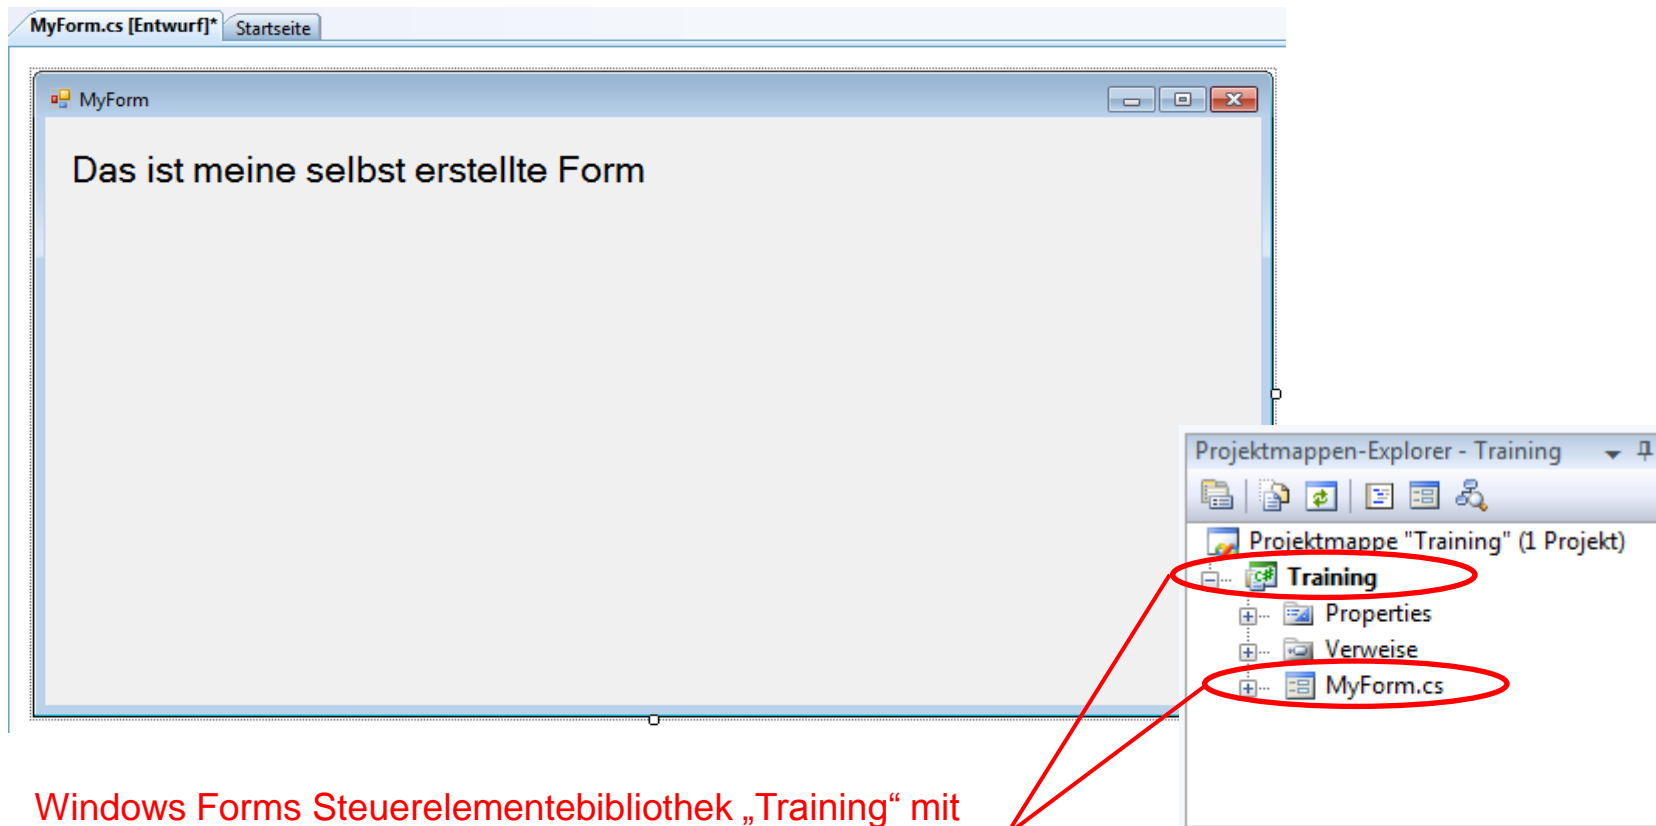 MyForm.cs [Entwurf]* Startseite
MyForm
Das ist meine selbst erstellte Form
Projektmappen-Explorer - Training
Projektmappe "Training" (1 Projekt)
C# Training
Properties
Verweise
MyForm.cs
Windows Forms Steuerelementebibliothek „Training“ mit